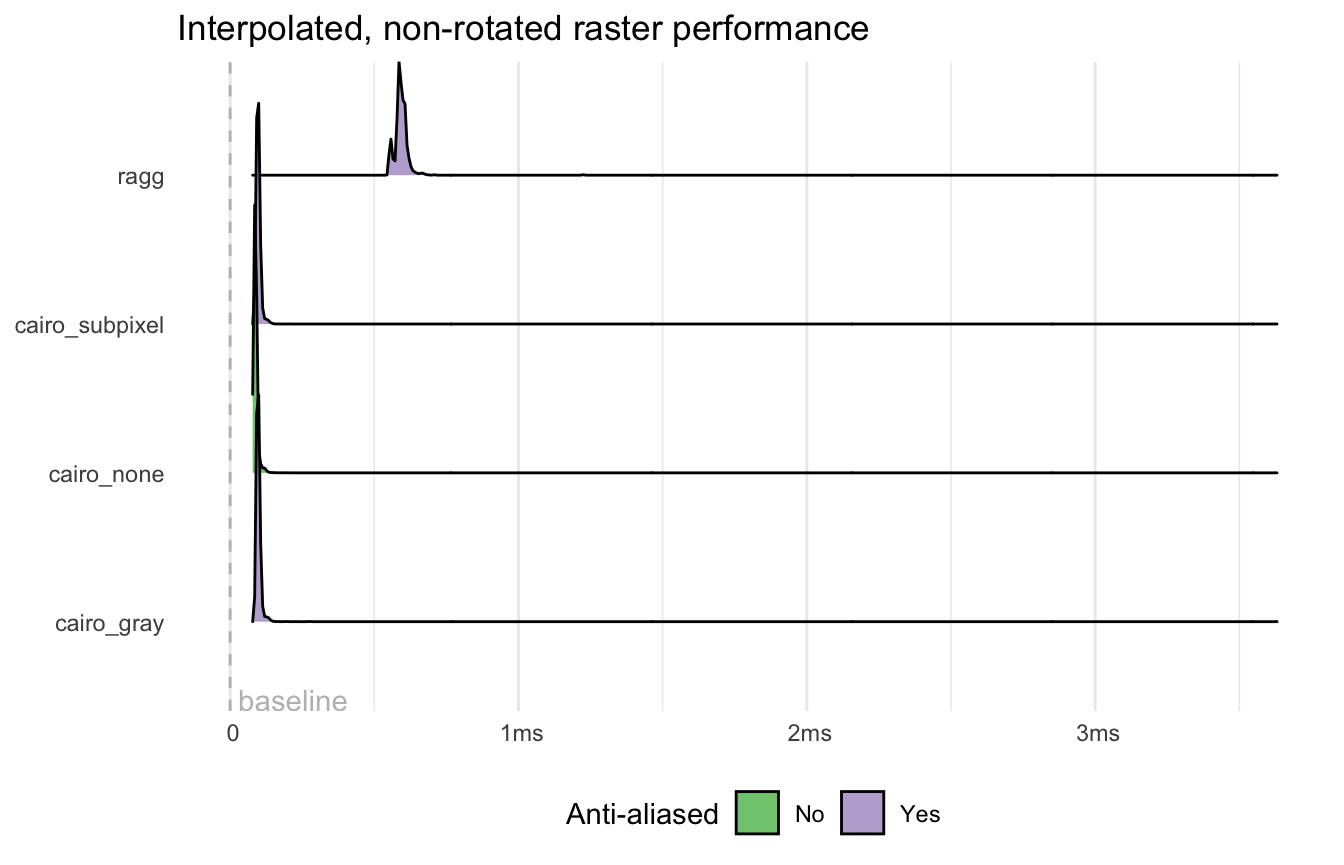 Interpolated, non-rotated raster performance
ragg
cairo_subpixel
cairo_none
cairo_gray
baseline
0 1ms 2ms 3ms
Anti-aliased No Yes